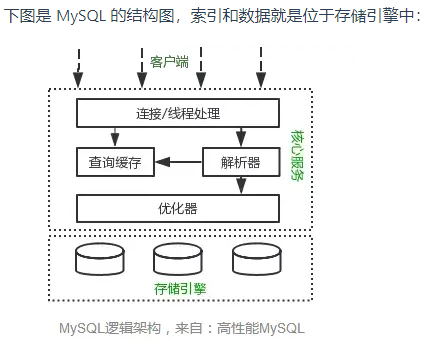 下图是 MySQL 的结构图，索引和数据就是位于存储引擎中：
客户端
连接/线程处理
查询缓存
解析器
核心服务
优化器
存储引擎
MySQL逻辑架构，来自：高性能MySQL